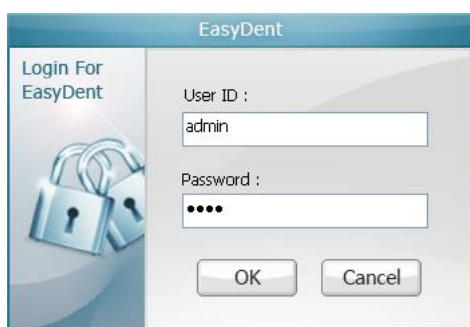 EasyDent
Login For
EasyDent
User ID :
admin
Password :
••••
OK
Cancel